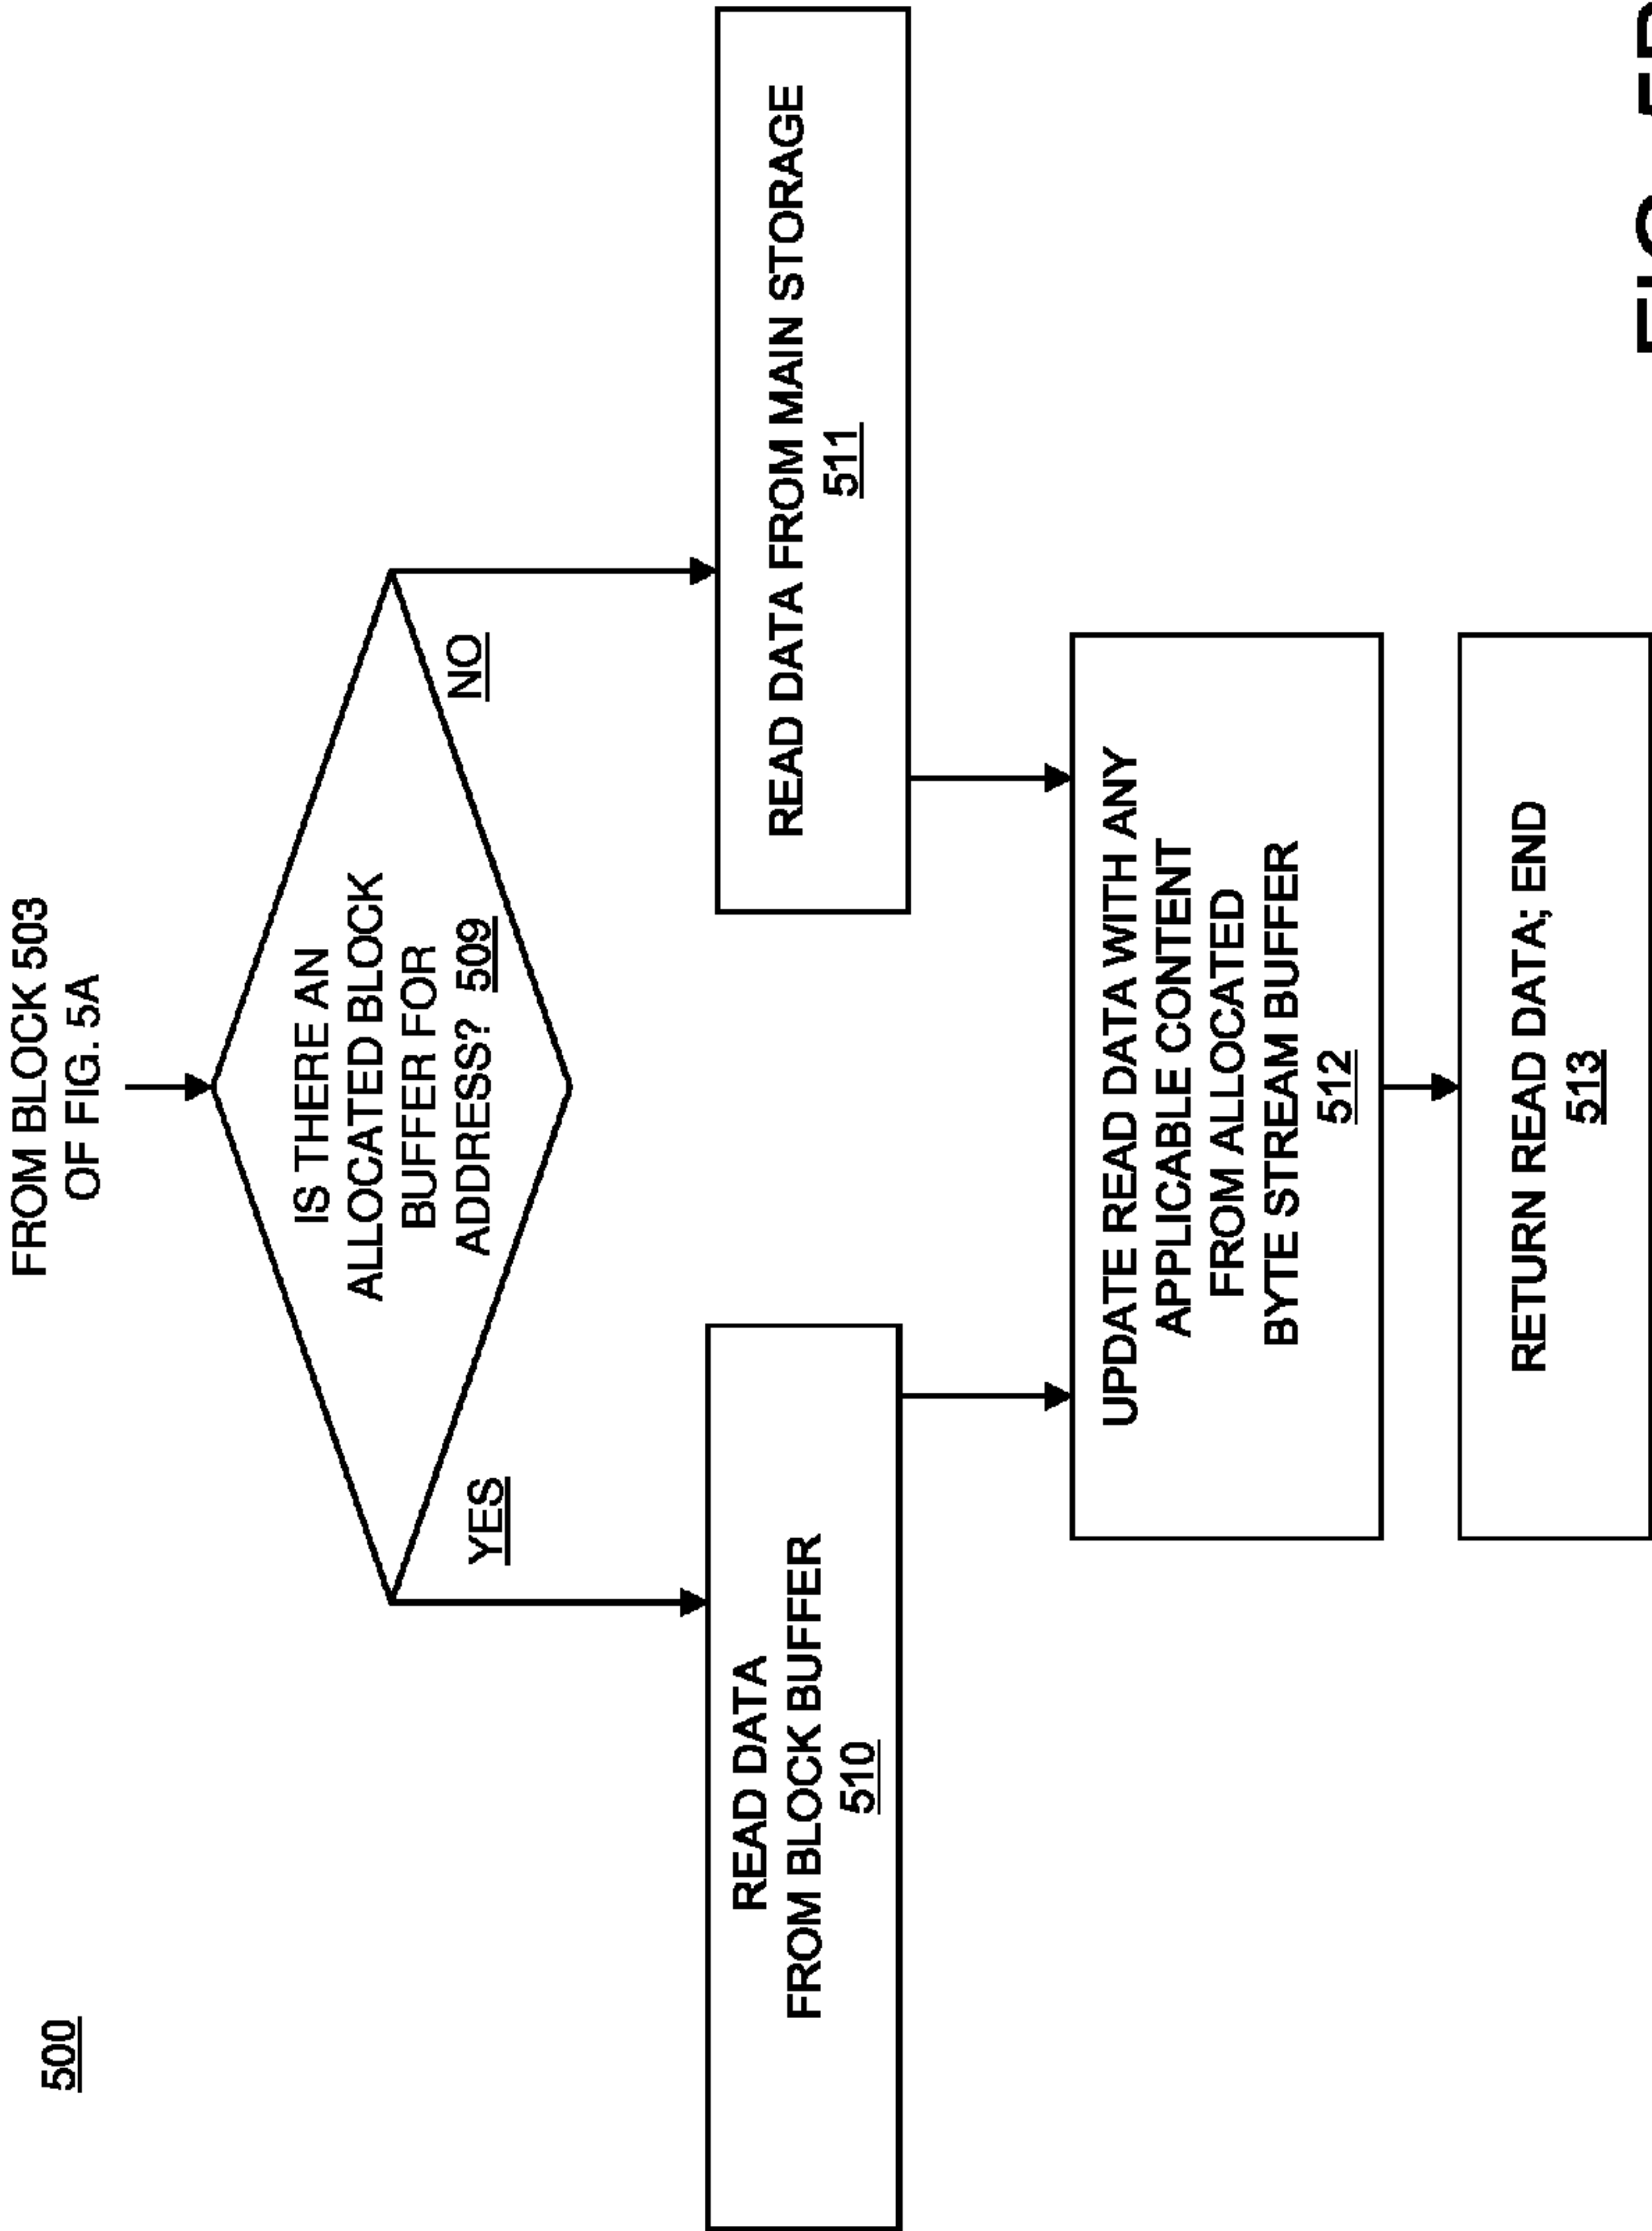 500
FROM BLOCK 503
OF FIG. 5A
IS THERE AN
ALLOCATED BLOCK
BUFFER FOR
ADDRESS? 509
YES
NO
READ DATA
FROM BLOCK BUFFER
510
READ DATA FROM MAIN STORAGE
511
UPDATE READ DATA WITH ANY
APPLICABLE CONTENT
FROM ALLOCATED
BYTE STREAM BUFFER
512
RETURN READ DATA; END
513